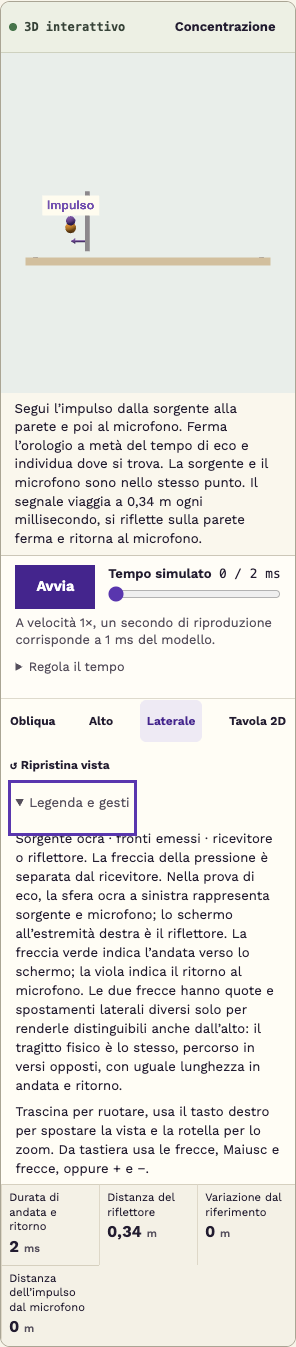 3D interattivo
Concentrazione
Impulso
Segui l’impulso dalla sorgente alla
parete e poi al microfono. Ferma
l’orologio a metà del tempo di eco e
individua dove si trova. La sorgente e il
microfono sono nello stesso punto. Il
segnale viaggia a 0,34 m ogni
millisecondo, si riflette sulla parete
ferma e ritorna al microfono.
Avvia
Tempo simulato 0 / 2 ms
A velocità 1×, un secondo di riproduzione
corrisponde a 1 ms del modello.
▶ Regola il tempo
Obliqua Alto Laterale Tavola 2D
↺ Ripristina vista
▼ Legenda e gesti
Sorgente ocra · fronti emessi · ricevitore
o riflettore. La freccia della pressione è
separata dal ricevitore. Nella prova di
eco, la sfera ocra a sinistra rappresenta
sorgente e microfono; lo schermo
all’estremità destra è il riflettore. La
freccia verde indica l’andata verso lo
schermo; la viola indica il ritorno al
microfono. Le due frecce hanno quote e
spostamenti laterali diversi solo per
renderle distinguibili anche dall’alto: il
tragitto fisico è lo stesso, percorso in
versi opposti, con uguale lunghezza in
andata e ritorno.
Trascina per ruotare, usa il tasto destro
per spostare la vista e la rotella per lo
zoom. Da tastiera usa le frecce, Maiusc e
frecce, oppure + e −.
Durata di
andata e
ritorno
2 ms
Distanza del
riflettore
0,34 m
Variazione dal
riferimento
0 m
Distanza
dell’impulso
dal microfono
0 m